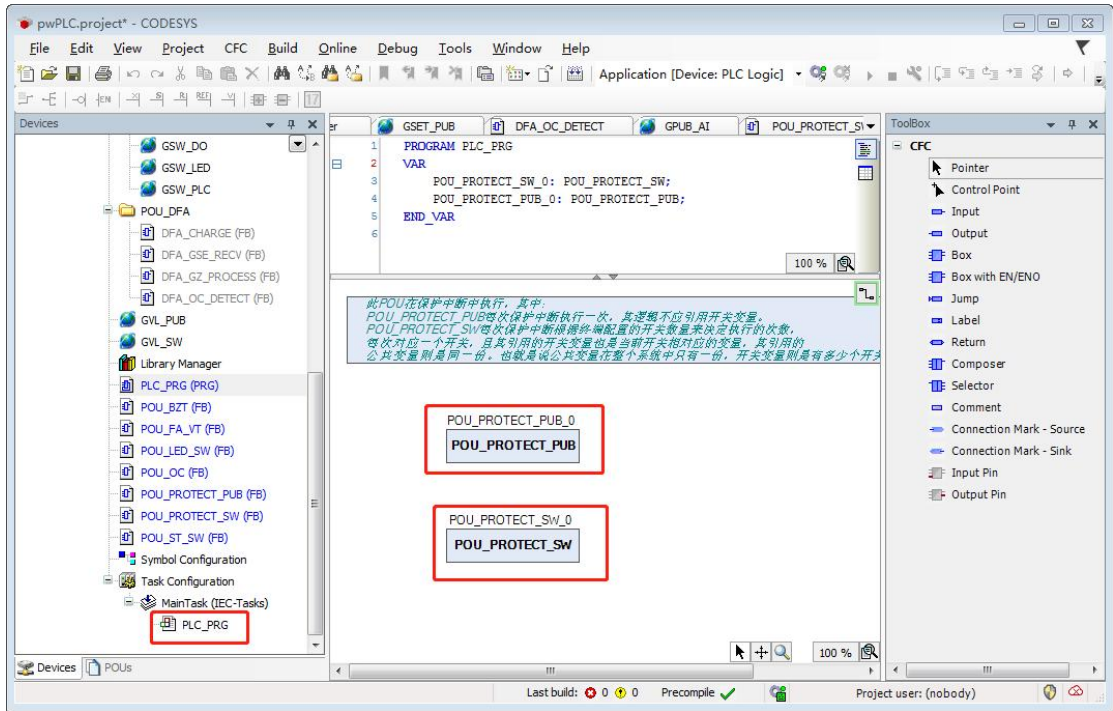 pwPLC.project* - CODESYS
File Edit View Project CFC Build Online Debug Tools Window Help
Application [Device: PLC Logic]
Devices
GSW_DO
GSW_LED
GSW_PLC
POU_DFA
DFA_CHARGE (FB)
DFA_GSE_RECV (FB)
DFA_GZ_PROCESS (FB)
DFA_OC_DETECT (FB)
GVL_PUB
GVL_SW
Library Manager
PLC_PRG (PRG)
POU_BZT (FB)
POU_FA_VT (FB)
POU_LED_SW (FB)
POU_OC (FB)
POU_PROTECT_PUB (FB)
POU_PROTECT_SW (FB)
POU_ST_SW (FB)
Symbol Configuration
Task Configuration
MainTask (IEC-Tasks)
PLC_PRG
Devices POUs
er GSET_PUB DFA_OC_DETECT GPUB_AI POU_PROTECT_S
1 PROGRAM PLC_PRG
2 VAR
3 POU_PROTECT_SW_0: POU_PROTECT_SW;
4 POU_PROTECT_PUB_0: POU_PROTECT_PUB;
5 END_VAR
6
100 %
此POU在保护中断中执行，其中：
POU_PROTECT_PUB每次保护中断执行一次，其逻辑不应引用开关变量。
POU_PROTECT_SW每次保护中断根据终端配置的开关数量来决定执行的次数，
每次对应一个开关，且其引用的开关变量也是当前开关相对应的变量，其引用的
公共变量则是同一份。也就是说公共变量在整个系统中只有一份，开关变量则是有多少个开关
POU_PROTECT_PUB_0
POU_PROTECT_PUB
POU_PROTECT_SW_0
POU_PROTECT_SW
100 %
ToolBox
CFC
Pointer
Control Point
Input
Output
Box
Box with EN/ENO
Jump
Label
Return
Composer
Selector
Comment
Connection Mark - Source
Connection Mark - Sink
Input Pin
Output Pin
Last build: 0 0 Precompile Project user: (nobody)